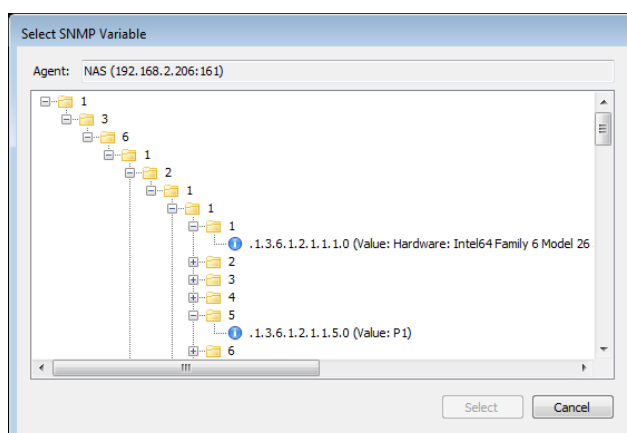 Select SNMP Variable
Agent: NAS (192.168.2.206:161)
1
3
6
1
2
1
1
1
.1.3.6.1.2.1.1.1.0 (Value: Hardware: Intel64 Family 6 Model 26
2
3
4
5
.1.3.6.1.2.1.1.5.0 (Value: P1)
6
Select Cancel